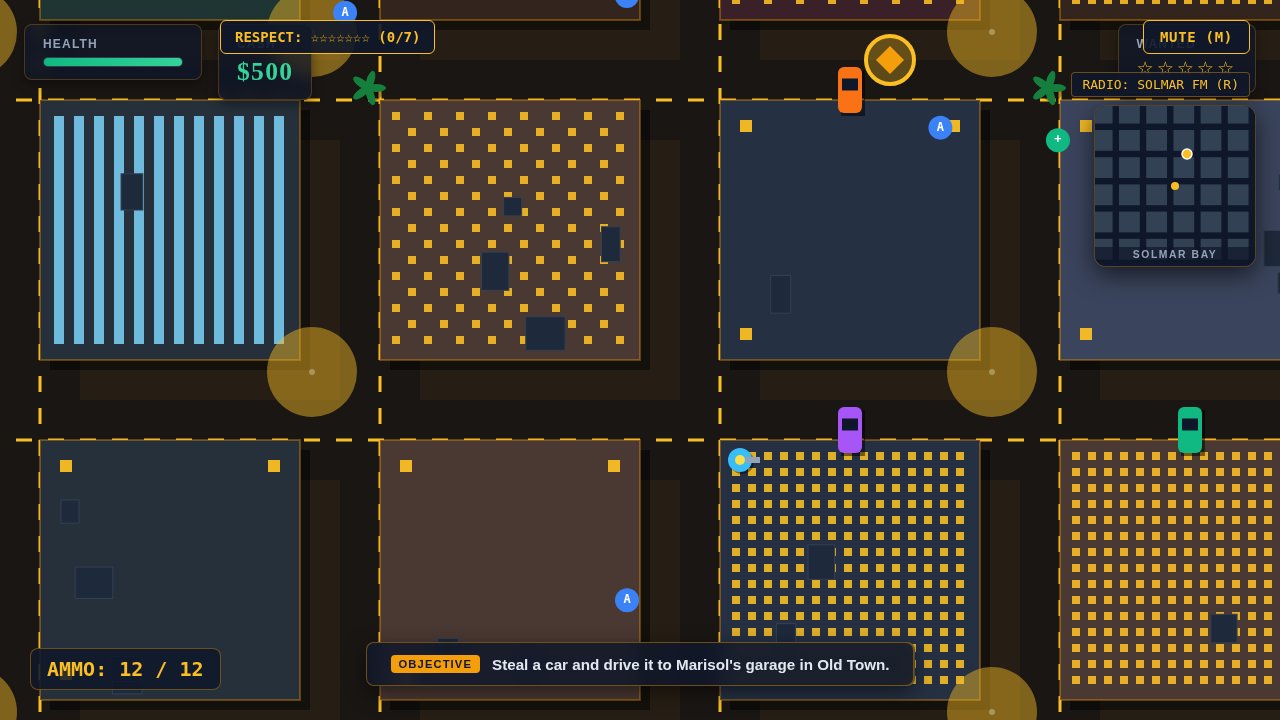 A
HEALTH
RESPECT: ☆☆☆☆☆☆☆ (0/7)
$500
MUTE (M)
☆☆☆☆☆
RADIO: SOLMAR FM (R)
A
+
SOLMAR BAY
A
AMMO: 12 / 12
OBJECTIVE Steal a car and drive it to Marisol's garage in Old Town.